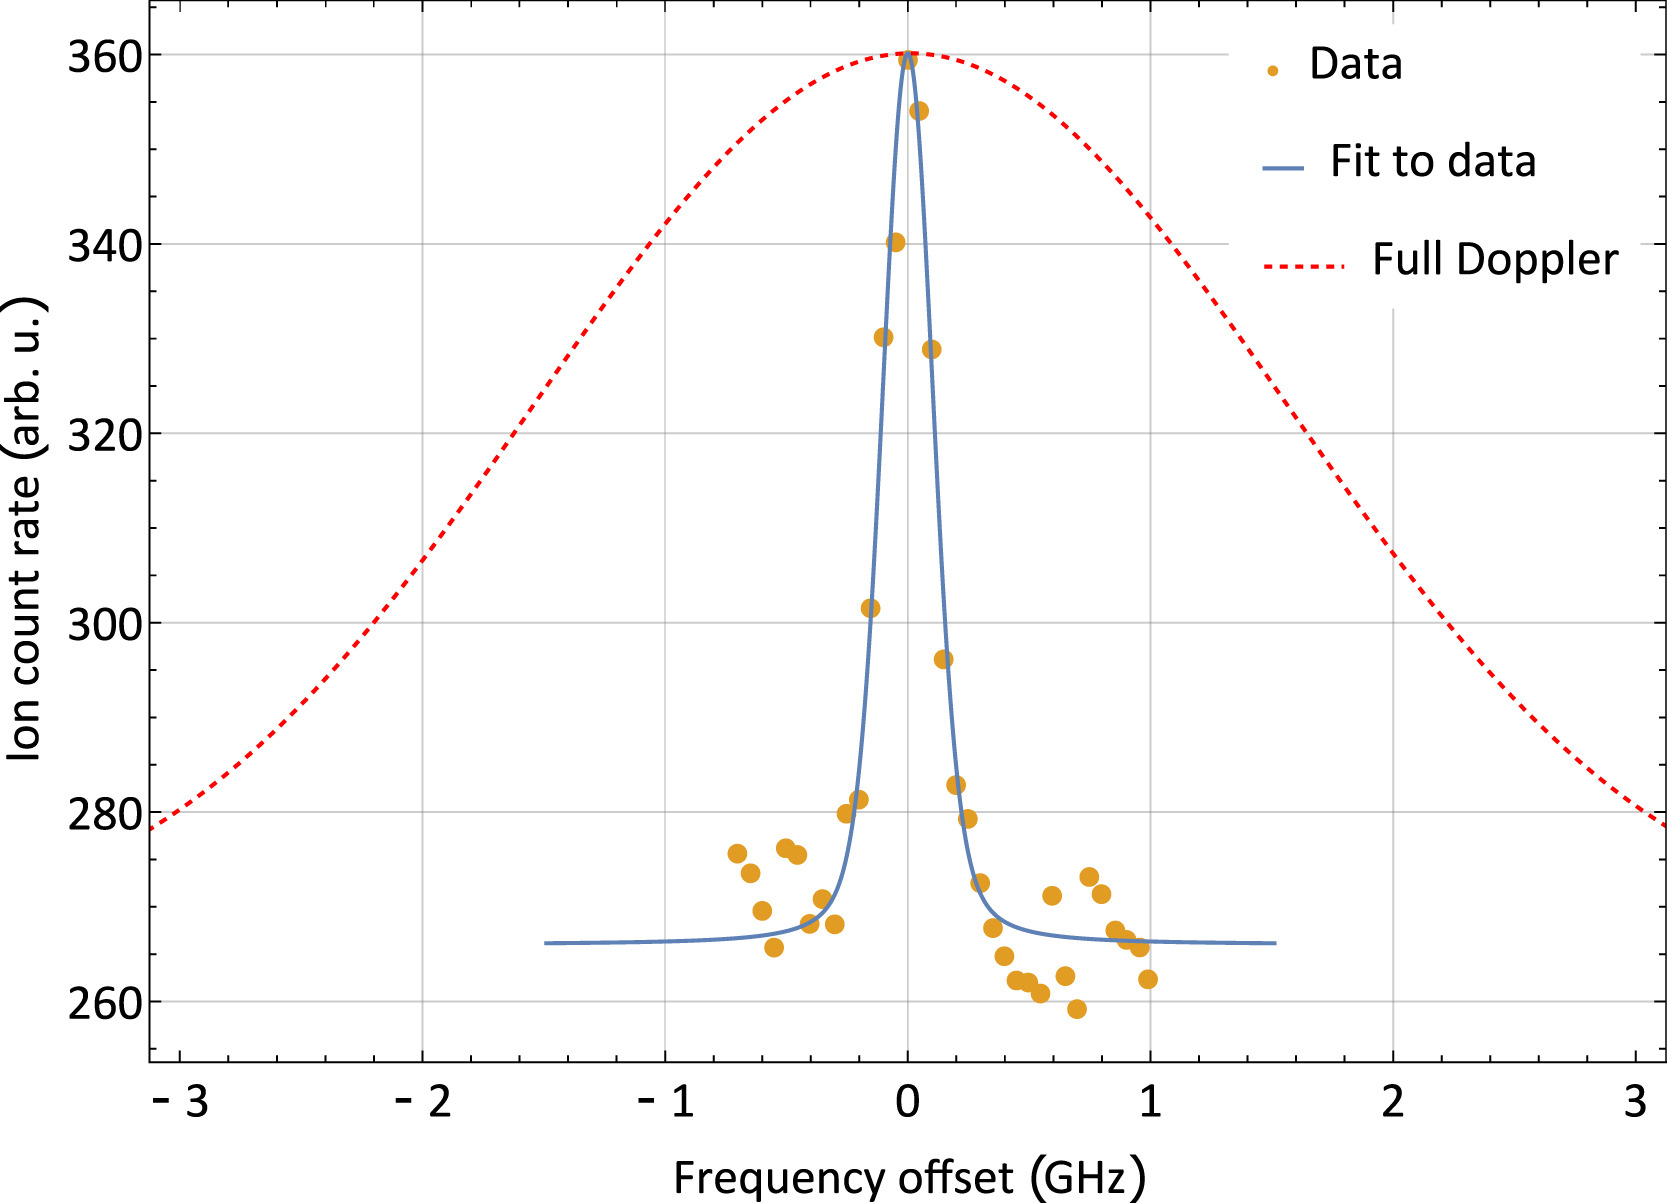 360
340
320
300
280
260
Ion count rate (arb. u.)
Data
Fit to data
Full Doppler
- 3 - 2 - 1 0 1 2 3
Frequency offset (GHz)